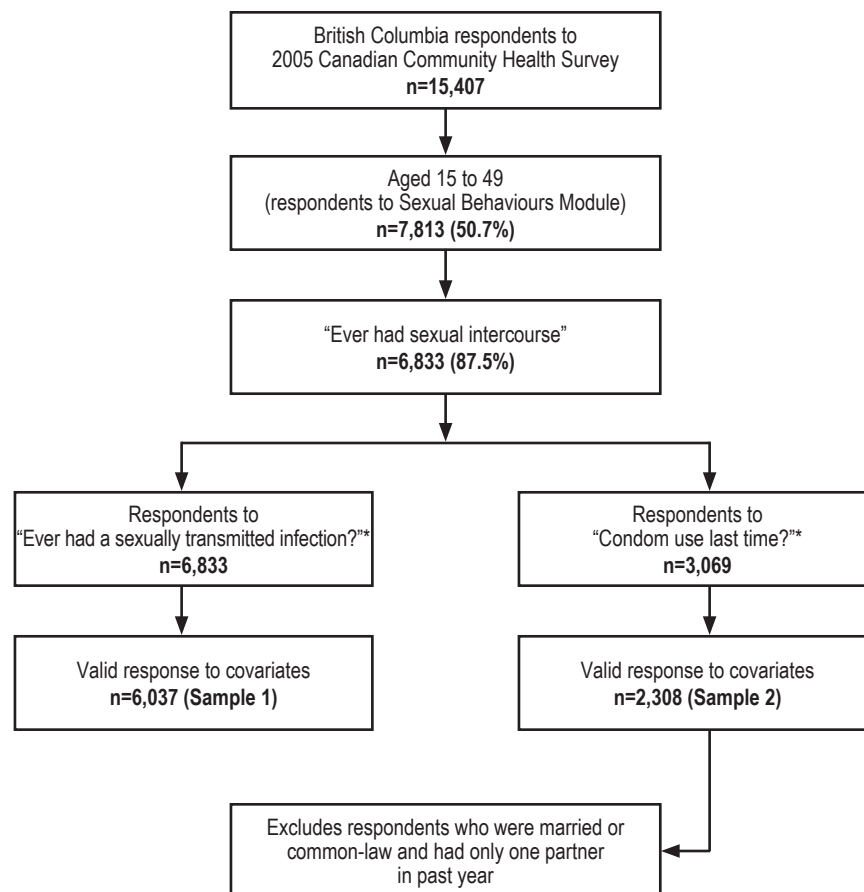 British Columbia respondents to
2005 Canadian Community Health Survey
n=15,407
Aged 15 to 49
(respondents to Sexual Behaviours Module)
n=7,813 (50.7%)
“Ever had sexual intercourse”
n=6,833 (87.5%)
Respondents to
“Ever had a sexually transmitted infection?”*
n=6,833
Respondents to
“Condom use last time?”*
n=3,069
Valid response to covariates
n=6,037 (Sample 1)
Valid response to covariates
n=2,308 (Sample 2)
Excludes respondents who were married or
common-law and had only one partner
in past year